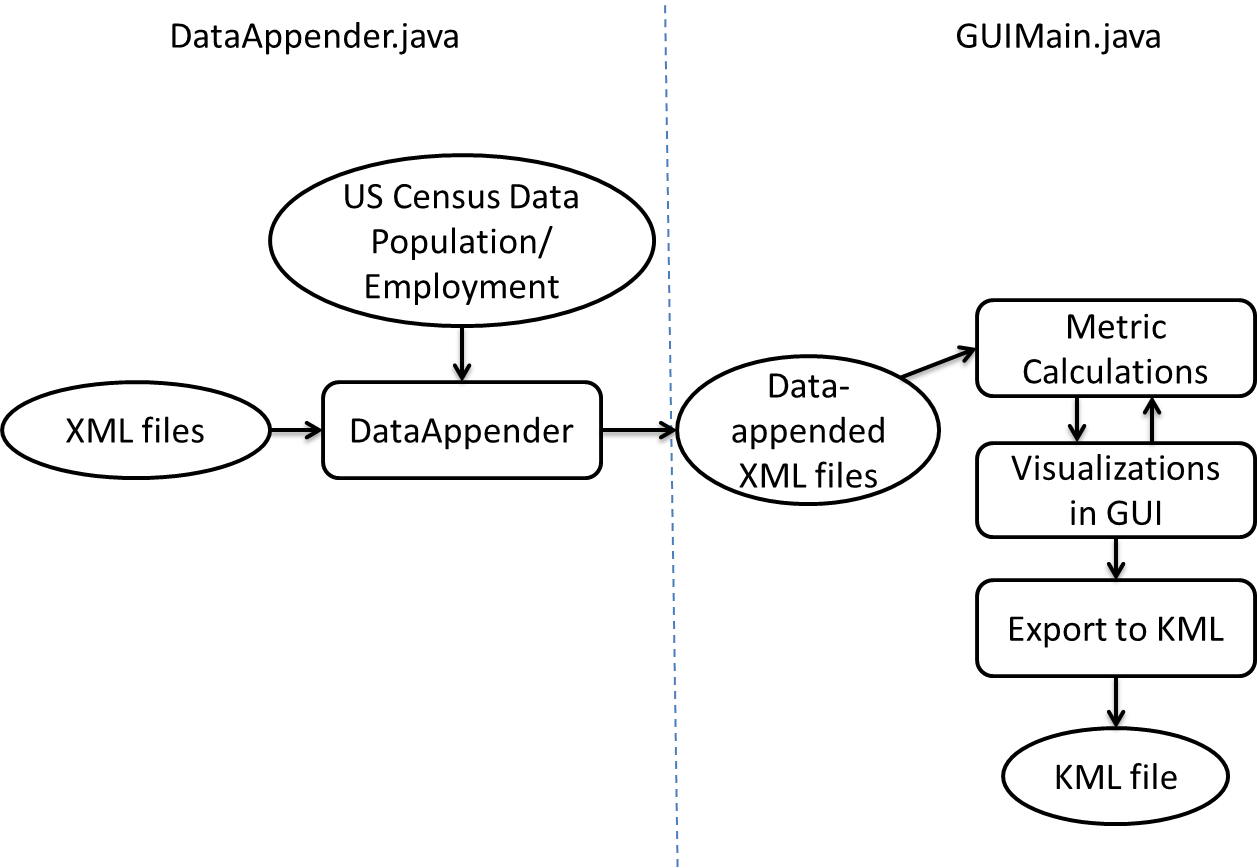 DataAppender.java
GUIMain.java
US Census Data
Population/
Employment
XML files
DataAppender
Data-
appended
XML files
Metric
Calculations
Visualizations
in GUI
Export to KML
KML file